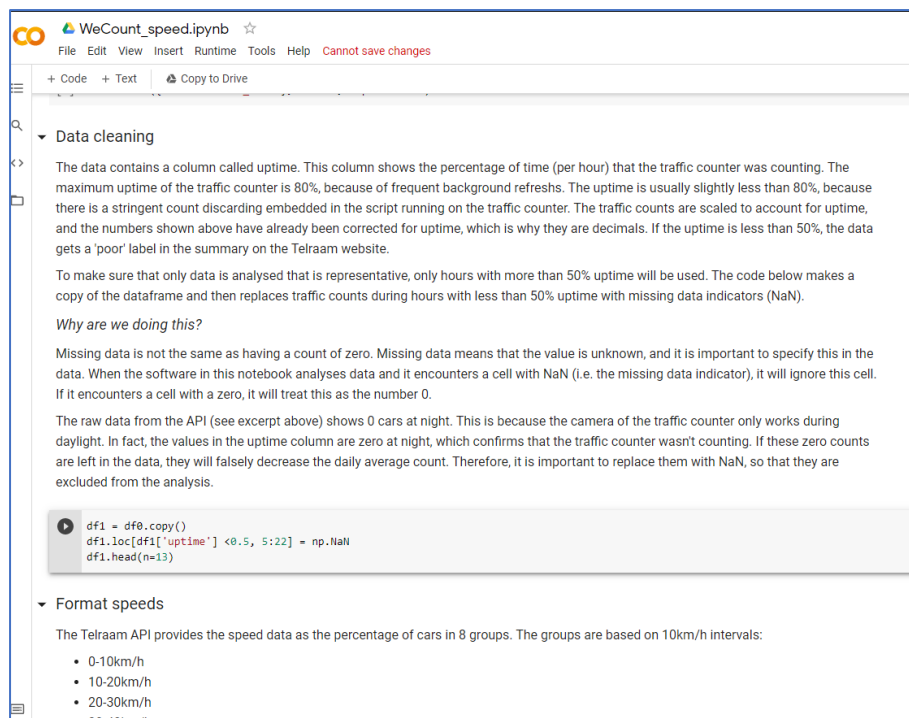 WeCount_speed.ipynb
File Edit View Insert Runtime Tools Help Cannot save changes
+ Code + Text Copy to Drive
Data cleaning
The data contains a column called uptime. This column shows the percentage of time (per hour) that the traffic counter was counting. The
maximum uptime of the traffic counter is 80%, because of frequent background refreshs. The uptime is usually slightly less than 80%, because
there is a stringent count discarding embedded in the script running on the traffic counter. The traffic counts are scaled to account for uptime,
and the numbers shown above have already been corrected for uptime, which is why they are decimals. If the uptime is less than 50%, the data
gets a 'poor' label in the summary on the Telraam website.
To make sure that only data is analysed that is representative, only hours with more than 50% uptime will be used. The code below makes a
copy of the dataframe and then replaces traffic counts during hours with less than 50% uptime with missing data indicators (NaN).
Why are we doing this?
Missing data is not the same as having a count of zero. Missing data means that the value is unknown, and it is important to specify this in the
data. When the software in this notebook analyses data and it encounters a cell with NaN (i.e. the missing data indicator), it will ignore this cell.
If it encounters a cell with a zero, it will treat this as the number 0.
The raw data from the API (see excerpt above) shows 0 cars at night. This is because the camera of the traffic counter only works during
daylight. In fact, the values in the uptime column are zero at night, which confirms that the traffic counter wasn't counting. If these zero counts
are left in the data, they will falsely decrease the daily average count. Therefore, it is important to replace them with NaN, so that they are
excluded from the analysis.
df1 = df0.copy()
df1.loc[df1['uptime'] <0.5, 5:22] = np.NaN
df1.head(n=13)
Format speeds
The Telraam API provides the speed data as the percentage of cars in 8 groups. The groups are based on 10km/h intervals:
• 0-10km/h
• 10-20km/h
• 20-30km/h